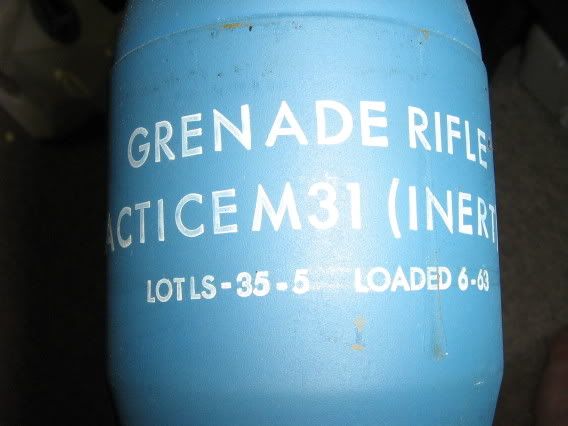 GRENADE RIFLE
ACTICE M31 (INERT
LOT LS-35-5 LOADED 6-63